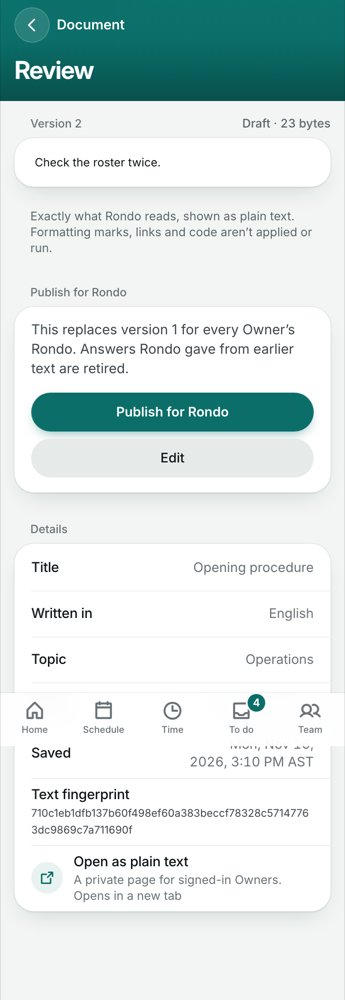 Document
Review
Version 2
Draft · 23 bytes
Check the roster twice.
Exactly what Rondo reads, shown as plain text.
Formatting marks, links and code aren’t applied or
run.
Publish for Rondo
This replaces version 1 for every Owner’s
Rondo. Answers Rondo gave from earlier
text are retired.
Publish for Rondo
Edit
Details
Title
Opening procedure
Written in
English
Topic
Operations
4
Home
Schedule
Time
To do
Team
Saved
2026, 3:10 PM AST
Text fingerprint
710c1eb1dfb137b60f498ef60a383beccf78328c5714776
3dc9869c7a711690f
Open as plain text
A private page for signed-in Owners.
Opens in a new tab